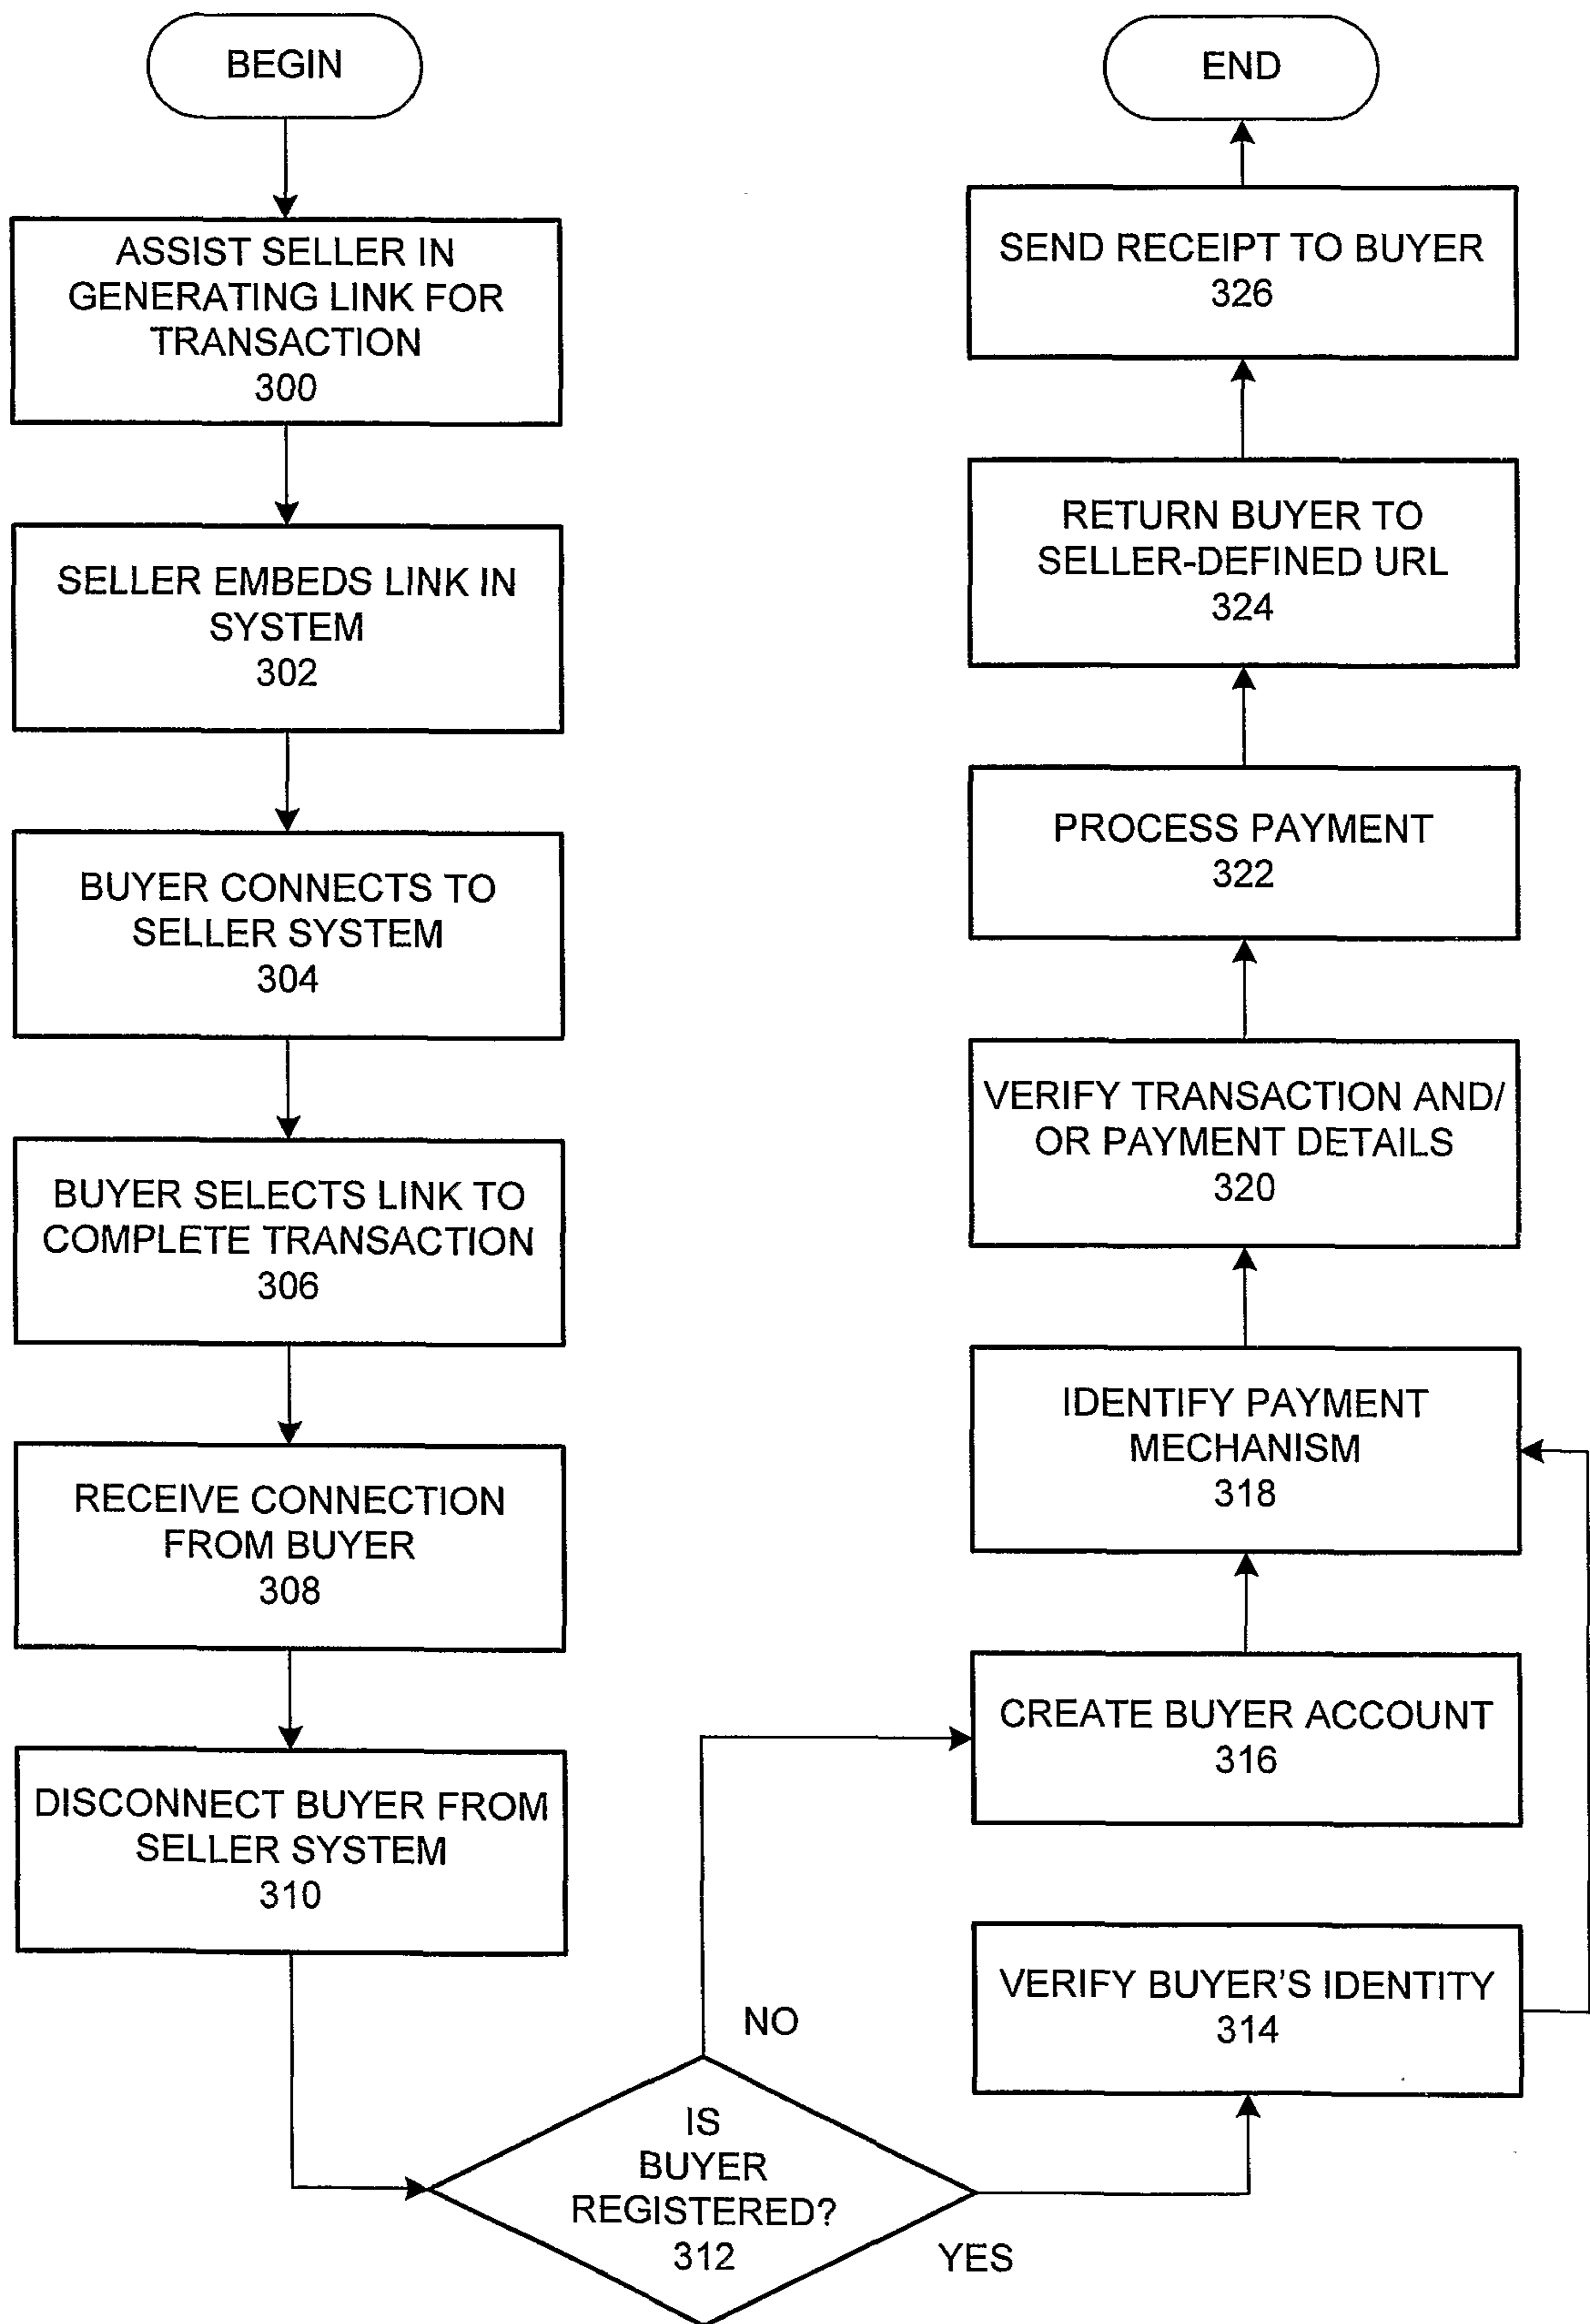 BEGIN
ASSIST SELLER IN
GENERATING LINK FOR
TRANSACTION
300
SELLER EMBEDS LINK IN
SYSTEM
302
BUYER CONNECTS TO
SELLER SYSTEM
304
BUYER SELECTS LINK TO
COMPLETE TRANSACTION
306
RECEIVE CONNECTION
FROM BUYER
308
DISCONNECT BUYER FROM
SELLER SYSTEM
310
IS
BUYER
REGISTERED?
312
NO
YES
VERIFY BUYER'S IDENTITY
314
CREATE BUYER ACCOUNT
316
IDENTIFY PAYMENT
MECHANISM
318
VERIFY TRANSACTION AND/
OR PAYMENT DETAILS
320
PROCESS PAYMENT
322
RETURN BUYER TO
SELLER-DEFINED URL
324
SEND RECEIPT TO BUYER
326
END